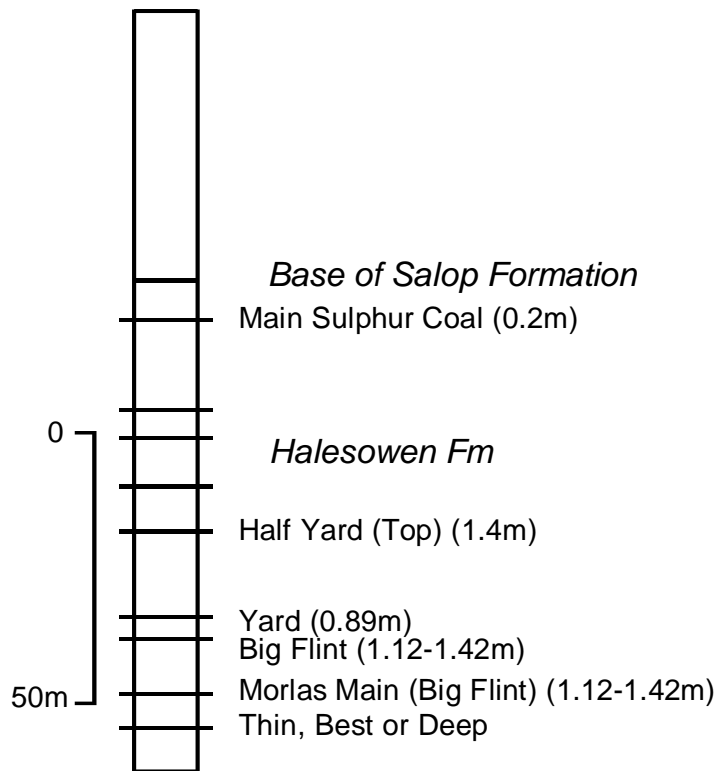 Base of Salop Formation
Main Sulphur Coal (0.2m)
0
Halesowen Fm
Half Yard (Top) (1.4m)
Yard (0.89m)
Big Flint (1.12-1.42m)
50m
Morlas Main (Big Flint) (1.12-1.42m)
Thin, Best or Deep